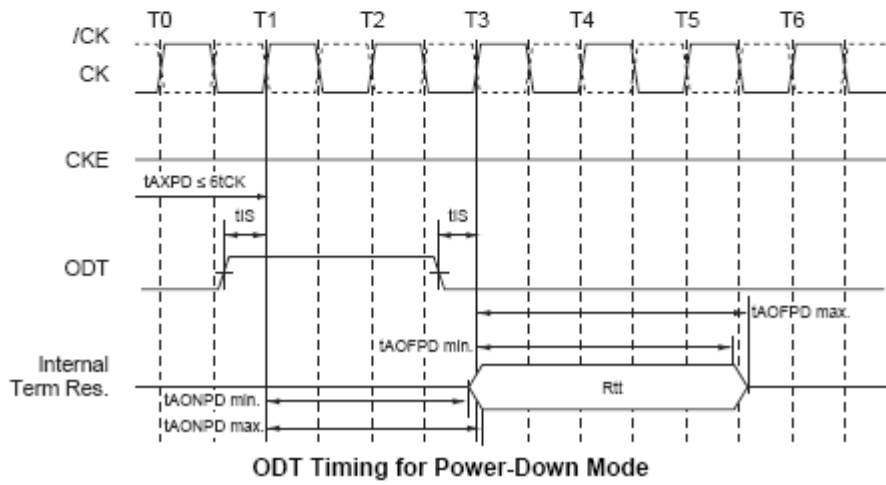 T0 T1 T2 T3 T4 T5 T6
/CK
CK
CKE
tAXPD ≤ 6tCK
tIS tIS
ODT
tAOFPD max.
tAOFPD min.
Internal
Term Res.
Rtt
tAONPD min.
tAONPD max.
ODT Timing for Power-Down Mode